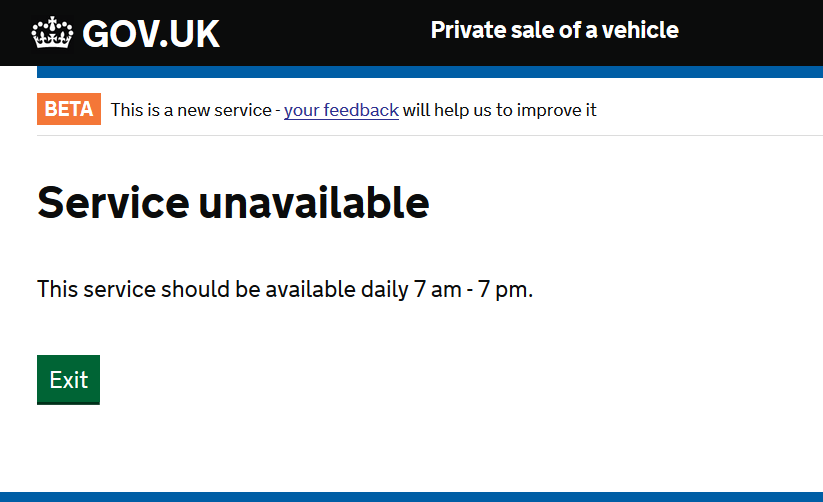 GOV.UK
Private sale of a vehicle
BETA This is a new service - your feedback will help us to improve it
Service unavailable
This service should be available daily 7 am - 7 pm.
Exit